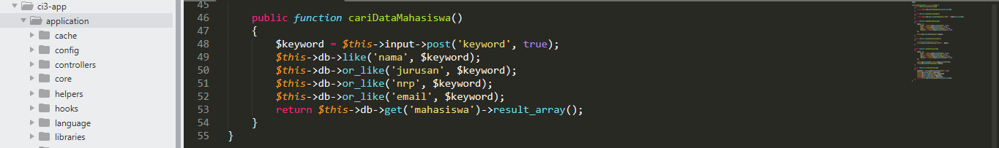 ci3-app
application
cache
config
controllers
core
helpers
hooks
language
libraries
45
46 public function cariDataMahasiswa()
47 {
48 $keyword = $this->input->post('keyword', true);
49 $this->db->like('nama', $keyword);
50 $this->db->or_like('jurusan', $keyword);
51 $this->db->or_like('nrp', $keyword);
52 $this->db->or_like('email', $keyword);
53 return $this->db->get('mahasiswa')->result_array();
54 }
55 }